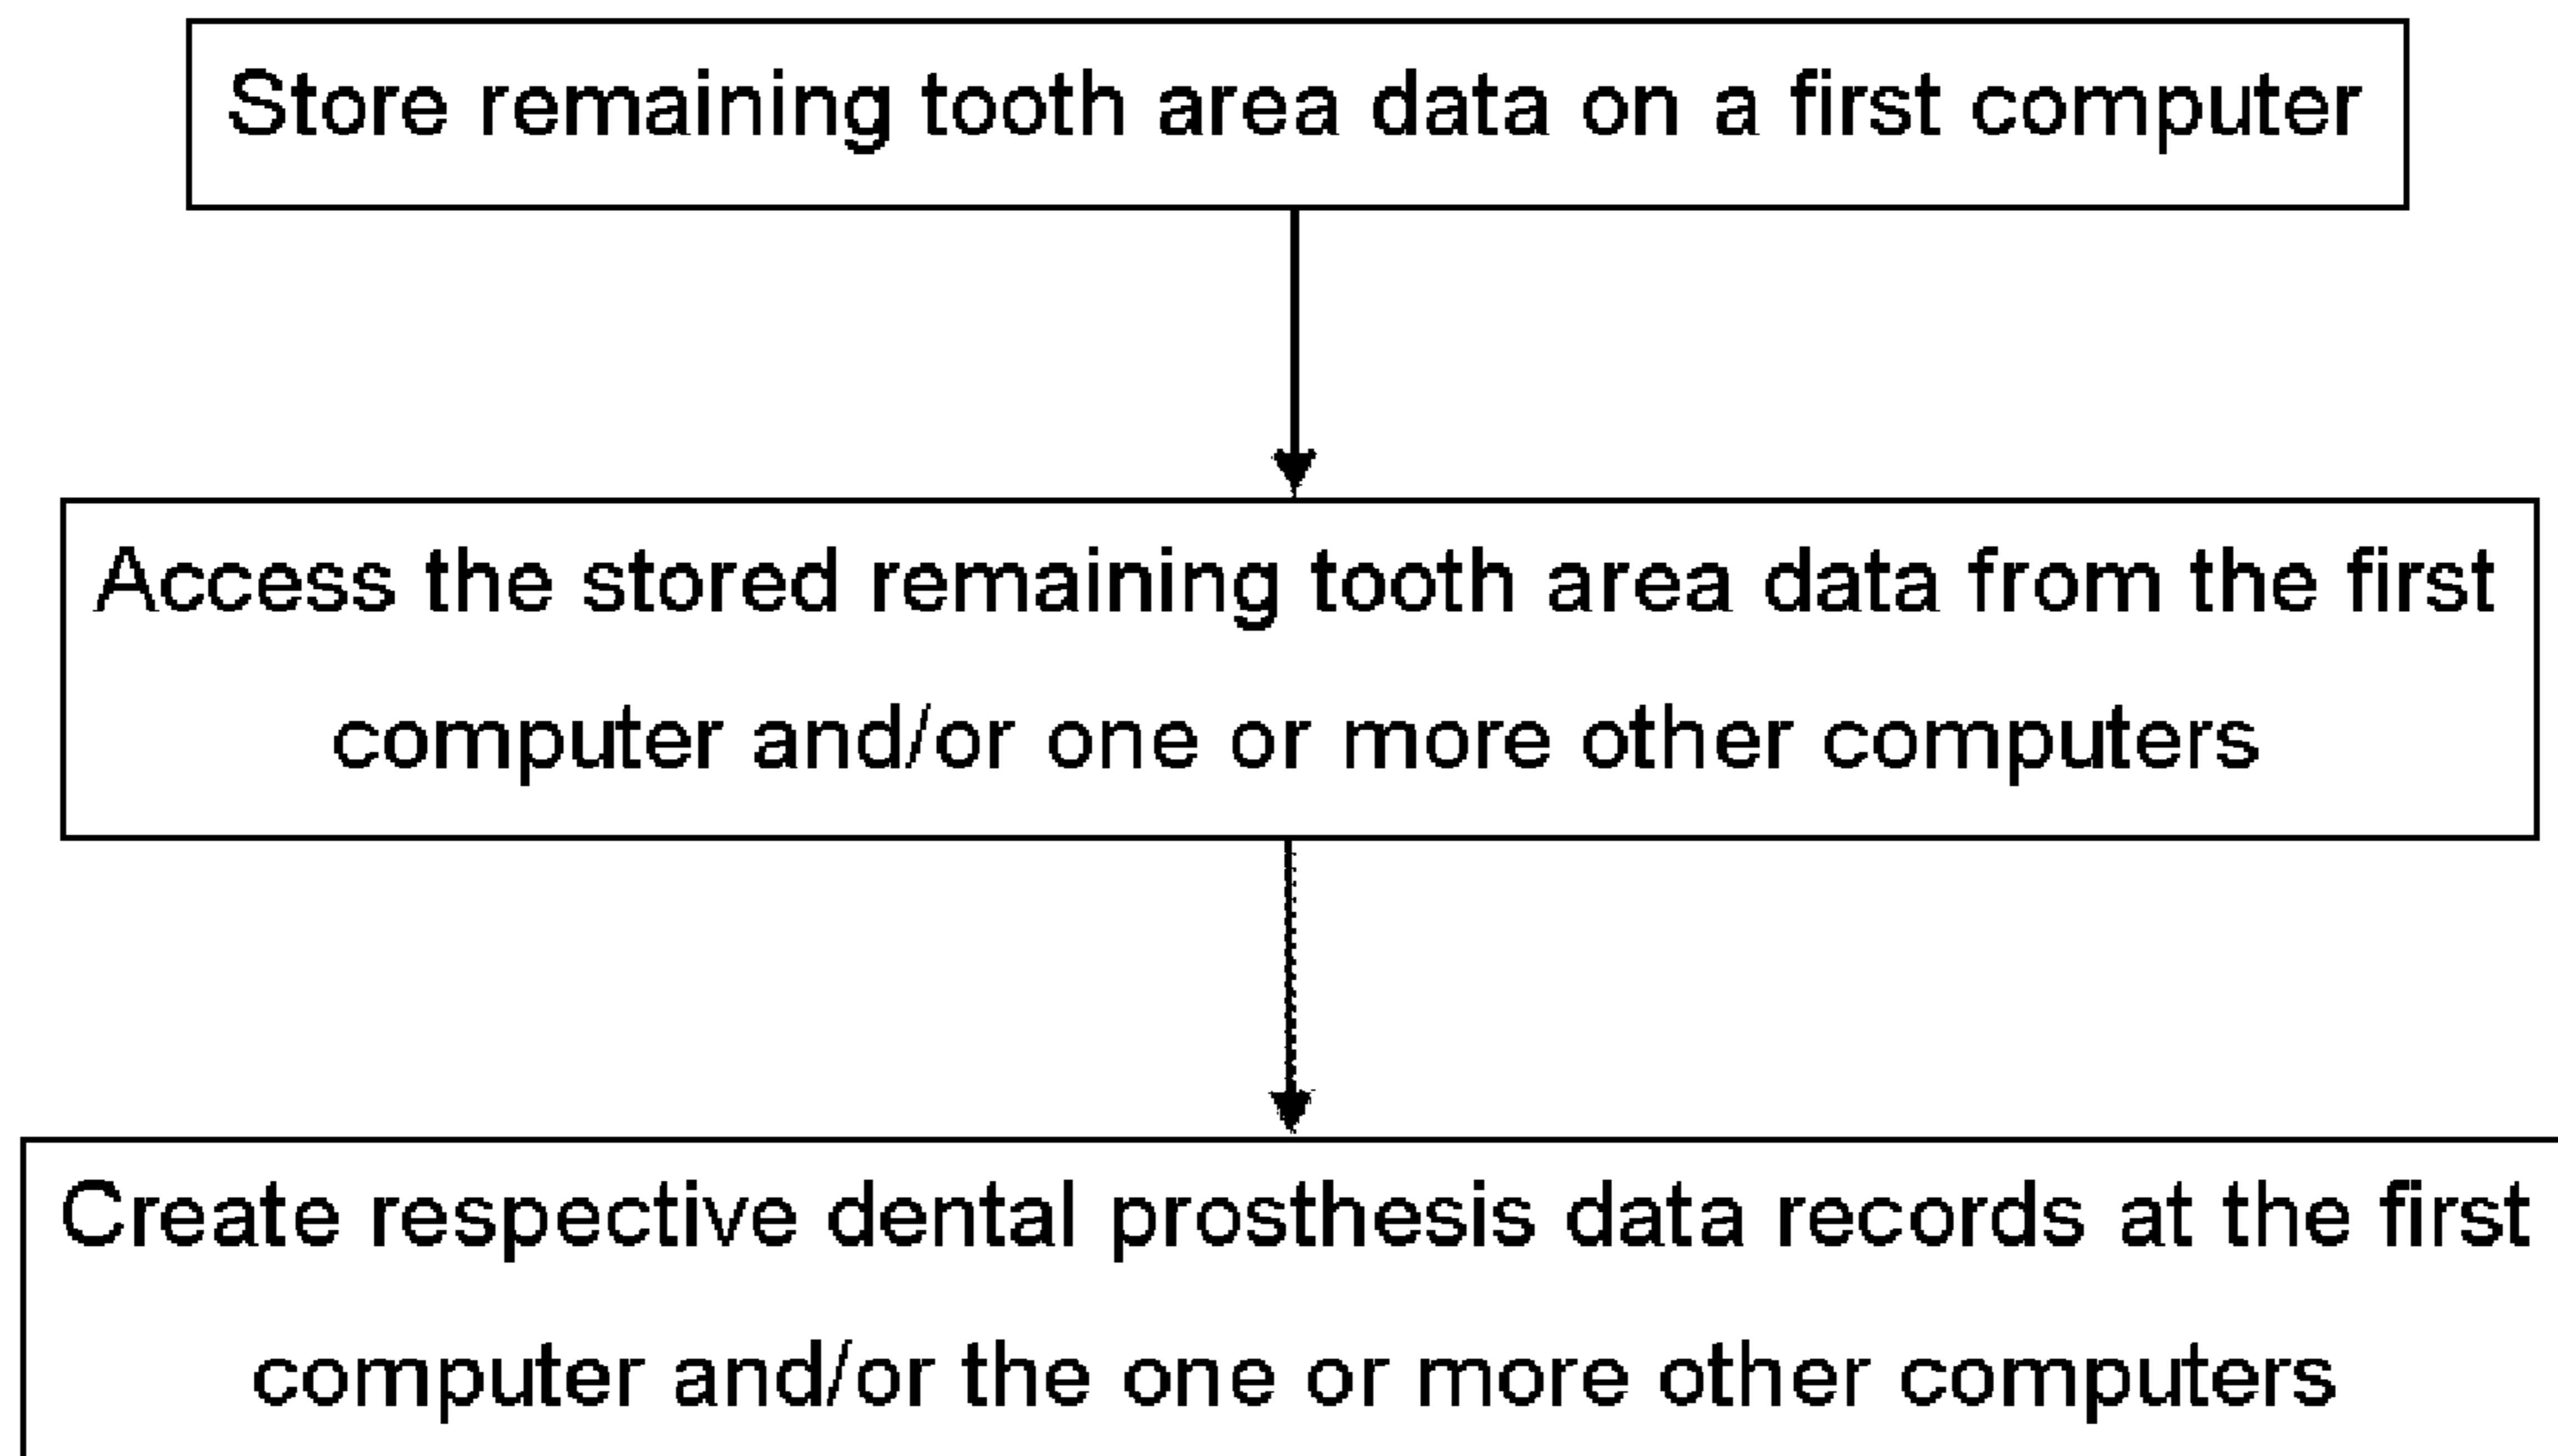 Store remaining tooth area data on a first computer
Access the stored remaining tooth area data from the first
computer and/or one or more other computers
Create respective dental prosthesis data records at the first
computer and/or the one or more other computers